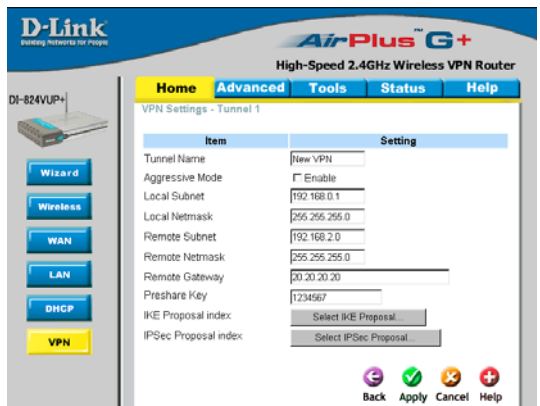 D-Link
Building Networks for People
AirPlus G+
TM
High-Speed 2.4GHz Wireless VPN Router
DI-824VUP+
Home Advanced Tools Status Help
VPN Settings - Tunnel 1
Item Setting
Tunnel Name New VPN
Aggressive Mode Enable
Local Subnet 192.168.0.1
Local Netmask 255.255.255.0
Remote Subnet 192.168.2.0
Remote Netmask 255.255.255.0
Remote Gateway 20.20.20.20
Preshare Key 1234567
IKE Proposal index Select IKE Proposal...
IPSec Proposal index Select IPSec Proposal...
Wizard
Wireless
WAN
LAN
DHCP
VPN
Back Apply Cancel Help